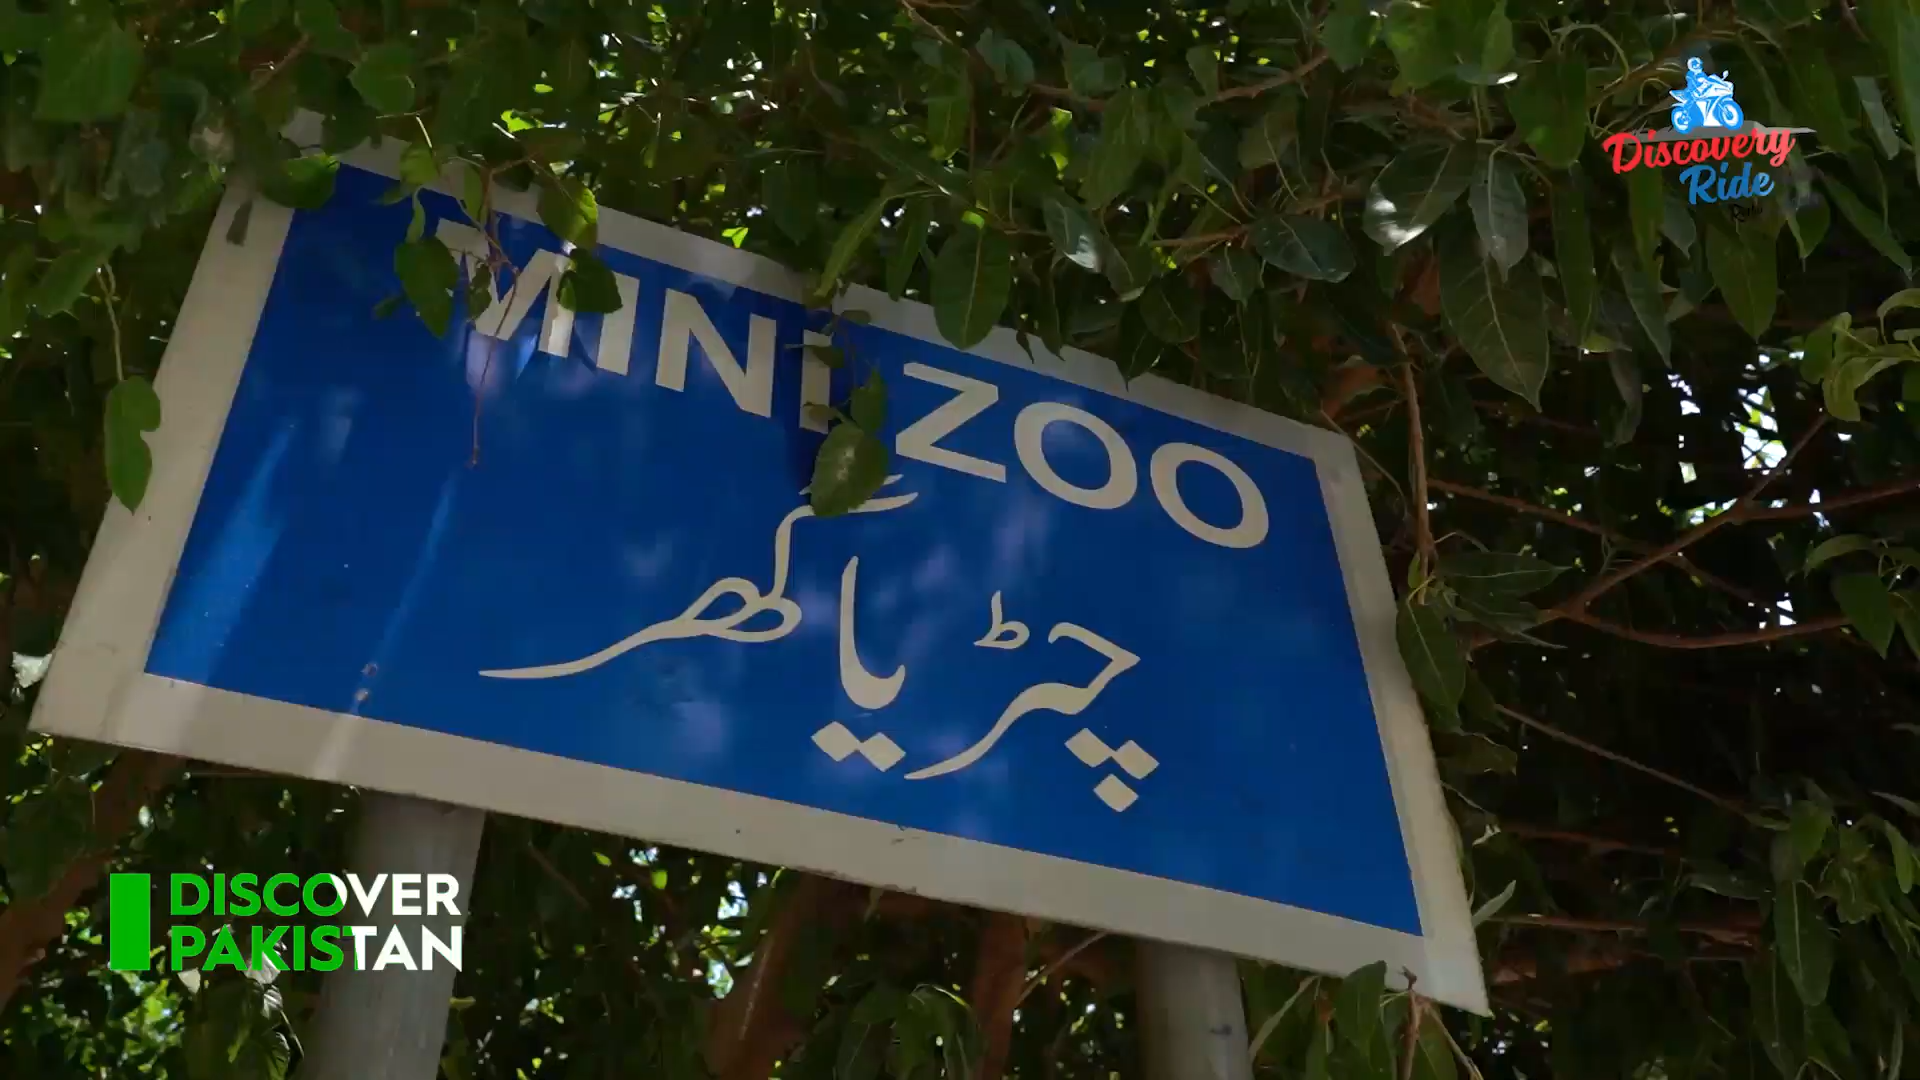 MINI ZOO
چڑیا گھر
Discovery
Ride
DISCOVER
PAKISTAN